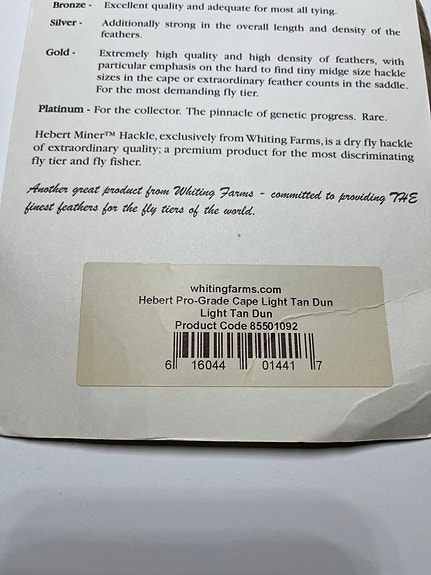 Bronze - Excellent quality and adequate for most all tying.
Silver - Additionally strong in the overall length and density of the
feathers.
Gold - Extremely high quality and high density of feathers, with
particular emphasis on the hard to find tiny midge size hackle
sizes in the cape or extraordinary feather counts in the saddle.
For the most demanding fly tier.
Platinum - For the collector. The pinnacle of genetic progress. Rare.
Hebert Miner™ Hackle, exclusively from Whiting Farms, is a dry fly hackle
of extraordinary quality; a premium product for the most discriminating
fly tier and fly fisher.
Another great product from Whiting Farms - committed to providing THE
finest feathers for the fly tiers of the world.
whitingfarms.com
Hebert Pro-Grade Cape Light Tan Dun
Light Tan Dun
Product Code 85501092
6 16044 01441 7